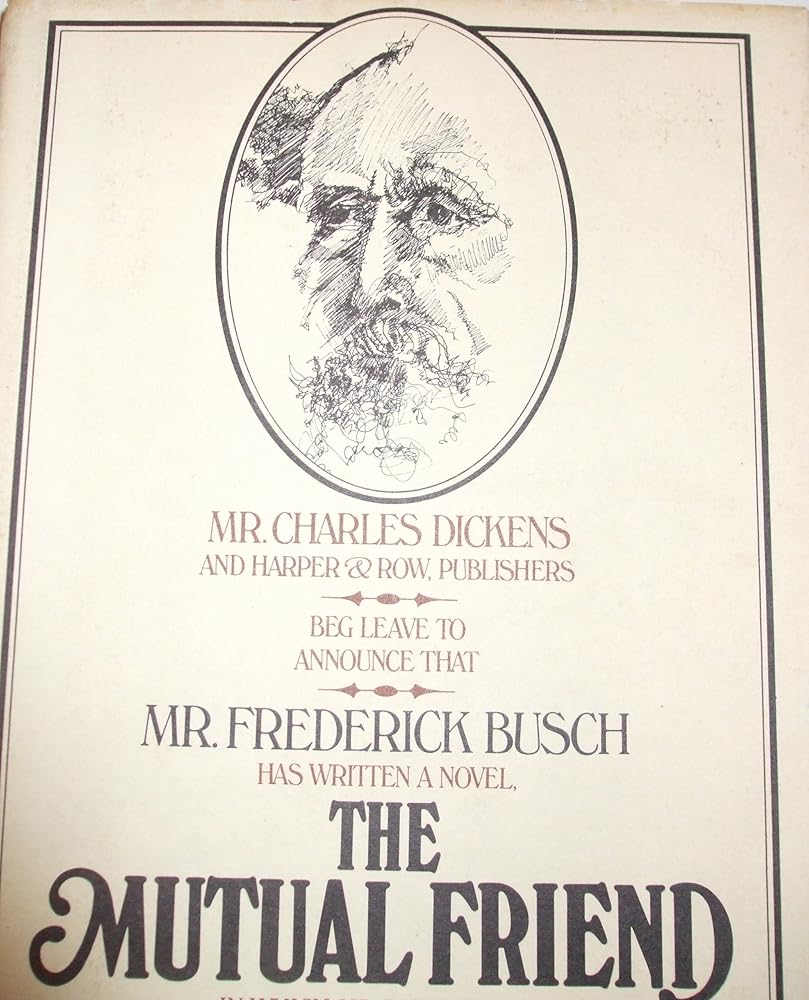 MR. CHARLES DICKENS
AND HARPER & ROW, PUBLISHERS
BEG LEAVE TO
ANNOUNCE THAT
MR. FREDERICK BUSCH
HAS WRITTEN A NOVEL,
THE
MUTUAL FRIEND